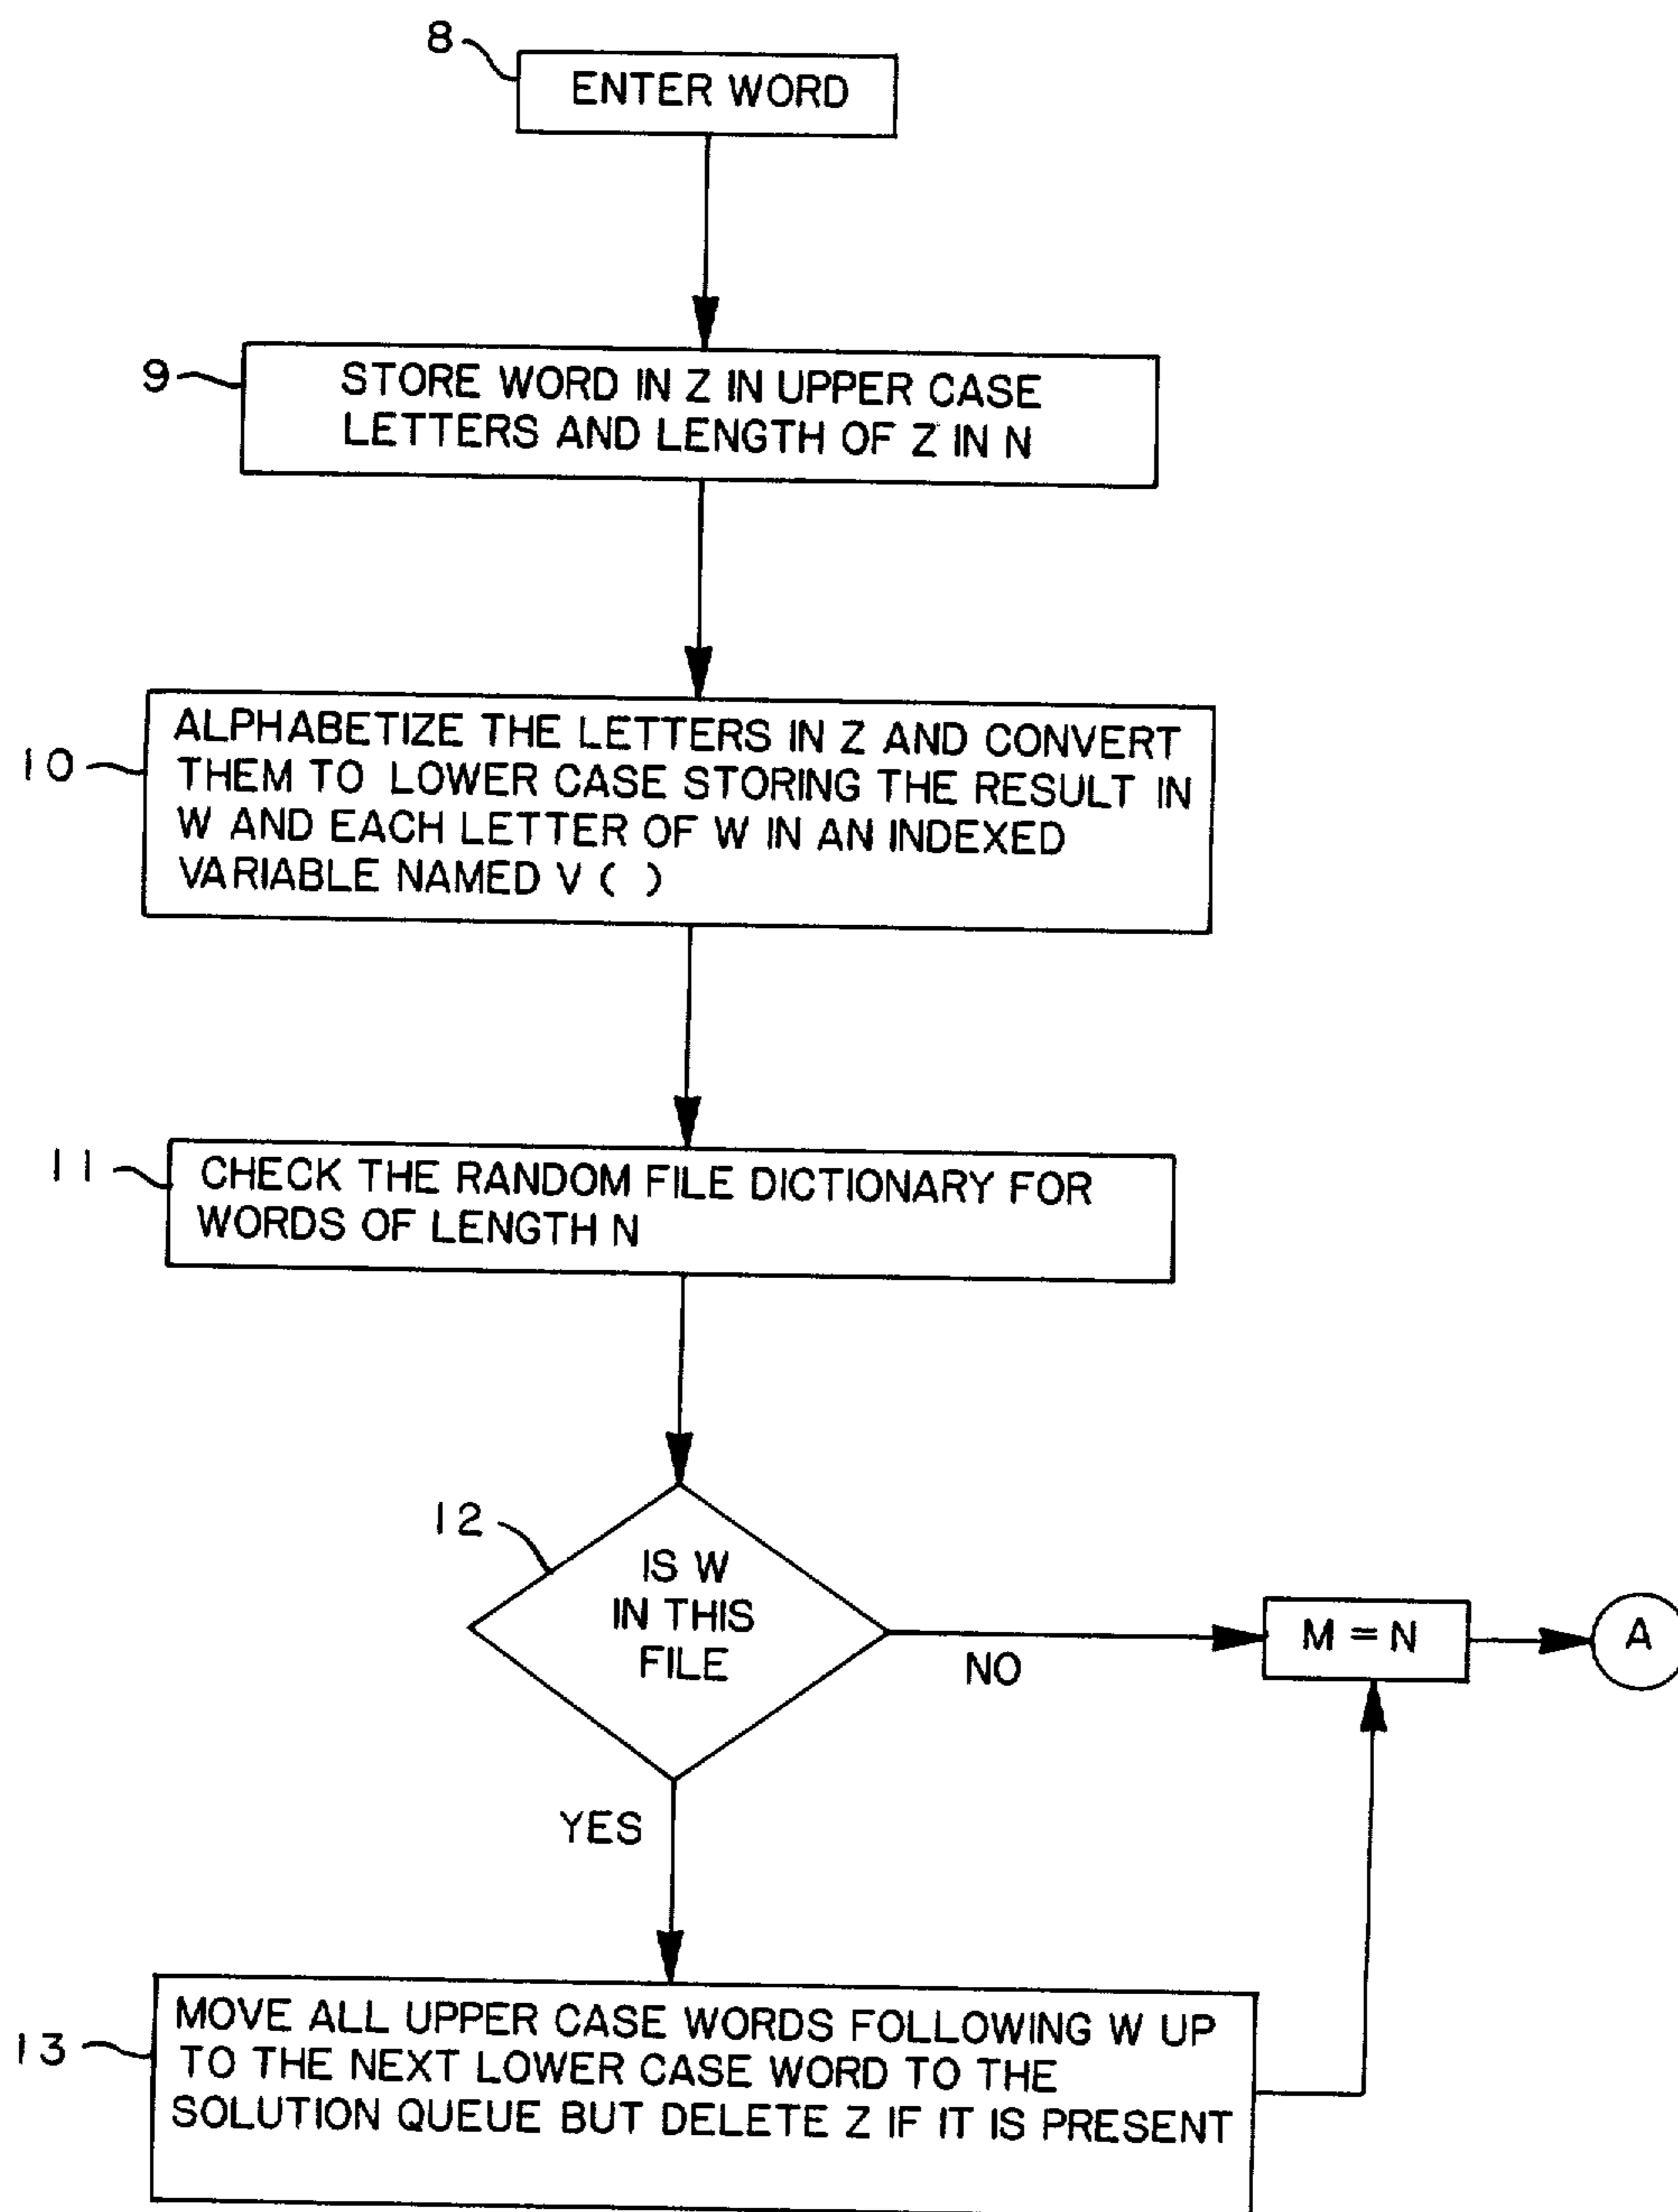 8
ENTER WORD
9
STORE WORD IN Z IN UPPER CASE
LETTERS AND LENGTH OF Z IN N
10
ALPHABETIZE THE LETTERS IN Z AND CONVERT
THEM TO LOWER CASE STORING THE RESULT IN
W AND EACH LETTER OF W IN AN INDEXED
VARIABLE NAMED V ( )
11
CHECK THE RANDOM FILE DICTIONARY FOR
WORDS OF LENGTH N
12
IS W
IN THIS
FILE
NO
M = N
A
YES
13
MOVE ALL UPPER CASE WORDS FOLLOWING W UP
TO THE NEXT LOWER CASE WORD TO THE
SOLUTION QUEUE BUT DELETE Z IF IT IS PRESENT